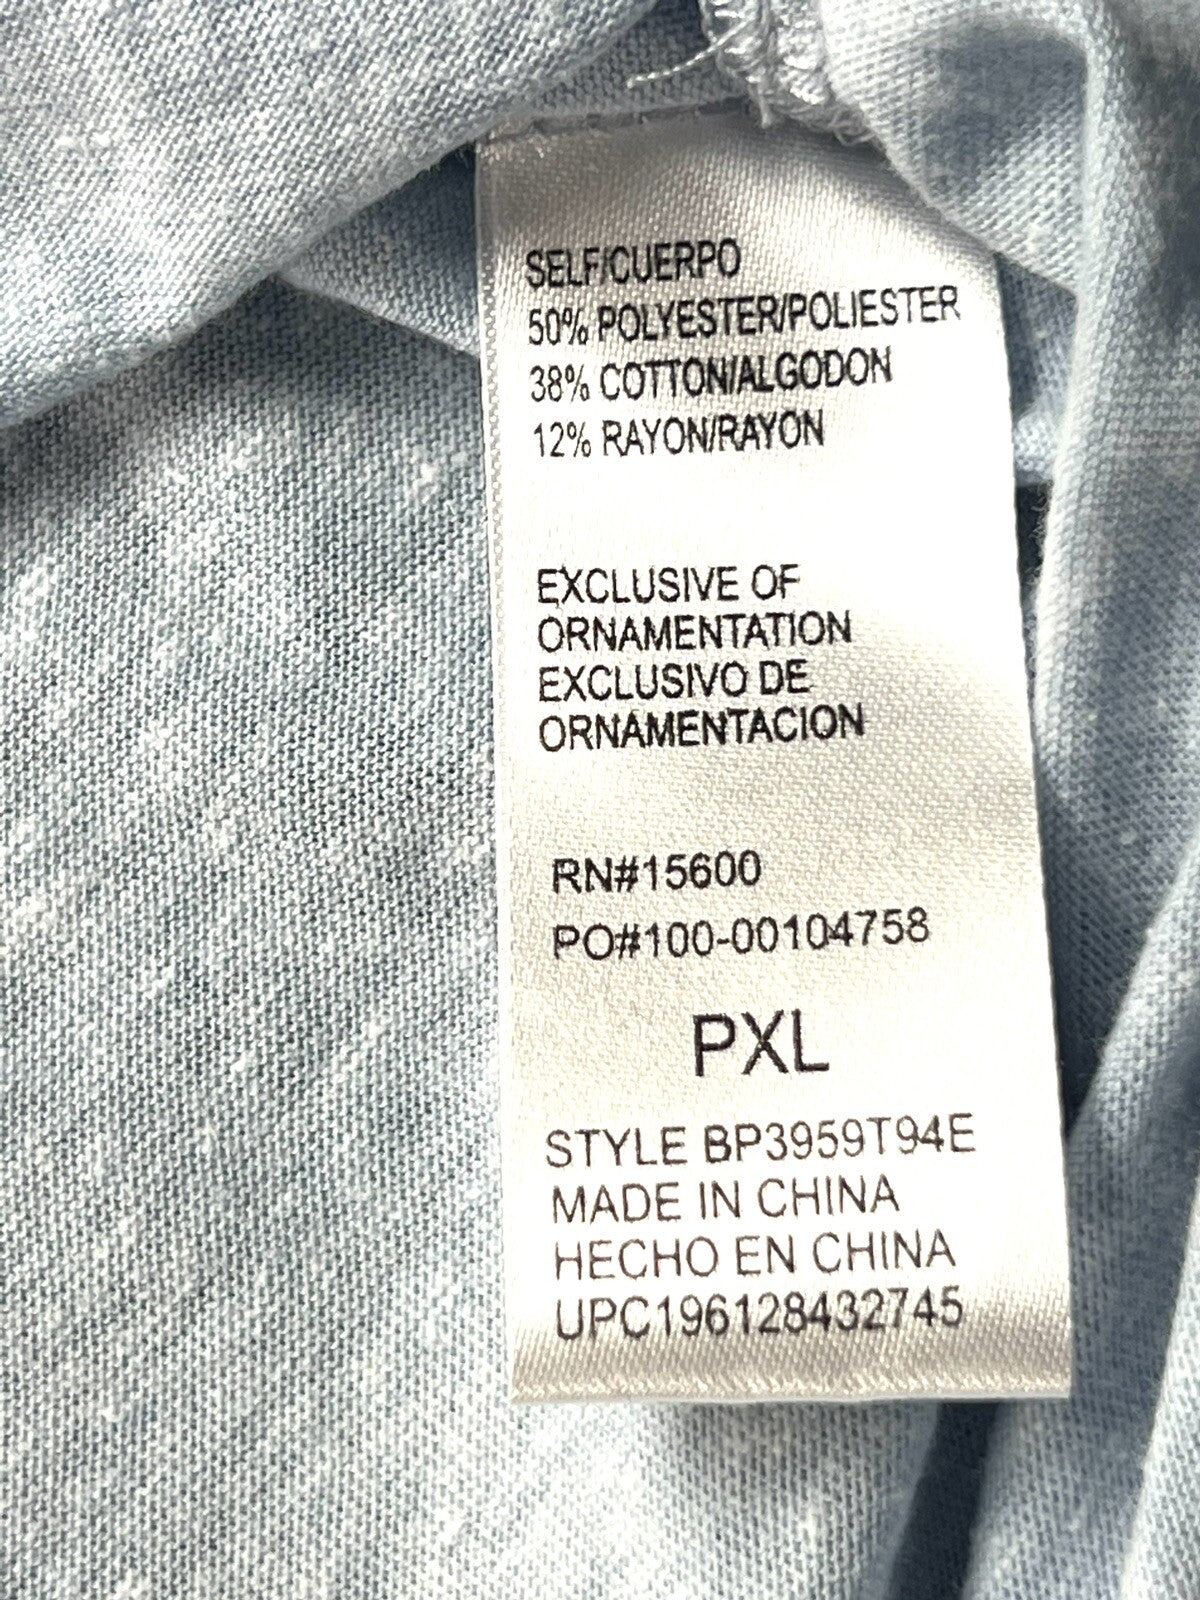 SELF/CUERPO
50% POLYESTER/POLIESTER
38% COTTON/ALGODON
12% RAYON/RAYON
EXCLUSIVE OF
ORNAMENTATION
EXCLUSIVO DE
ORNAMENTACION
RN#15600
PO#100-00104758
PXL
STYLE BP3959T94E
MADE IN CHINA
HECHO EN CHINA
UPC196128432745